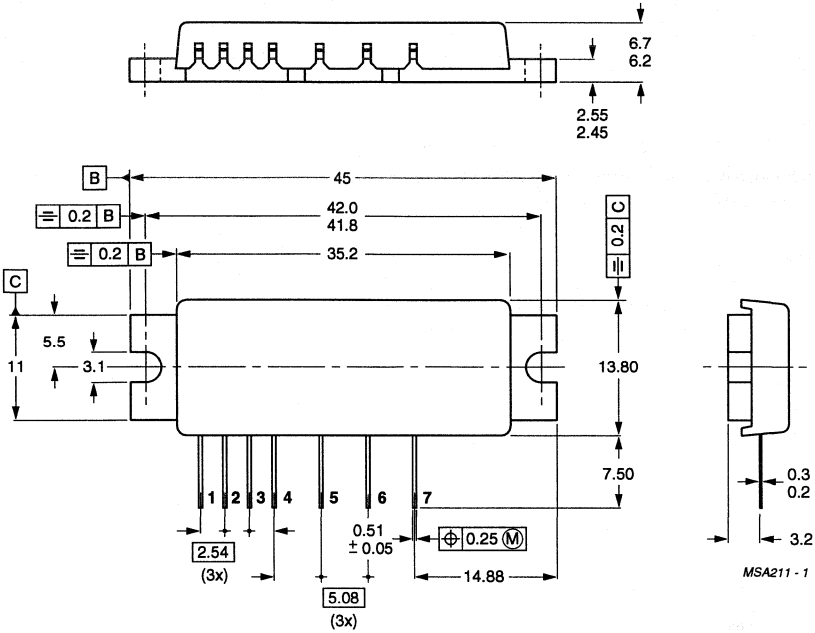 6.7
6.2
2.55
2.45
B
45
0.2 B
42.0
41.8
0.2 B
35.2
0.2 C
C
5.5
11
3.1
13.80
7.50
1 2 3 4 5 6 7
0.3
0.2
0.51
± 0.05
0.25 M
2.54
(3x)
3.2
14.88
MSA211 - 1
5.08
(3x)